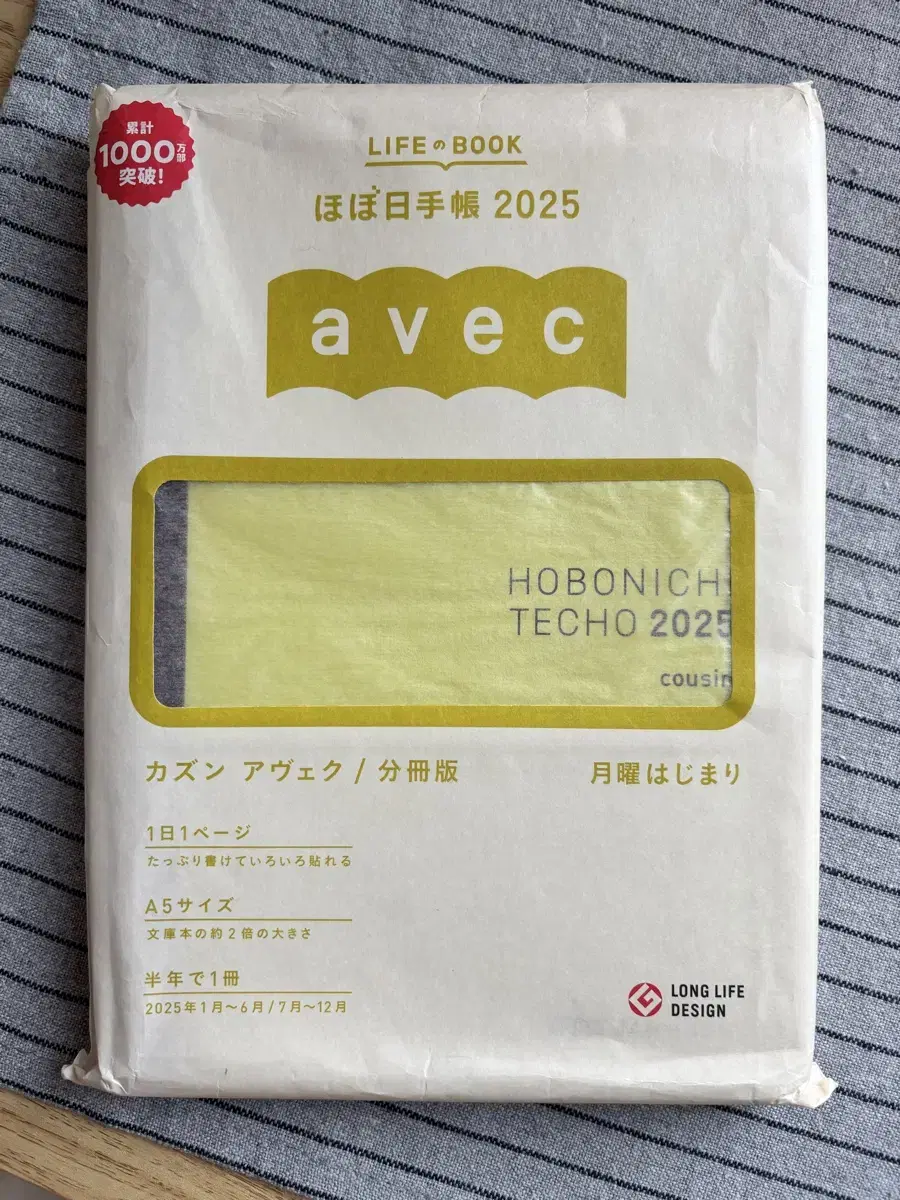 累計
1000万部
突破!
LIFEのBOOK
ほぼ日手帳 2025
avec
HOBONICHI
TECHO 2025
cousin
カズン アヴェク / 分冊版
月曜はじまり
1日1ページ
たっぷり書けていろいろ貼れる
A5サイズ
文庫本の約2倍の大きさ
半年で1冊
2025年1月〜6月/7月〜12月
LONG LIFE
DESIGN